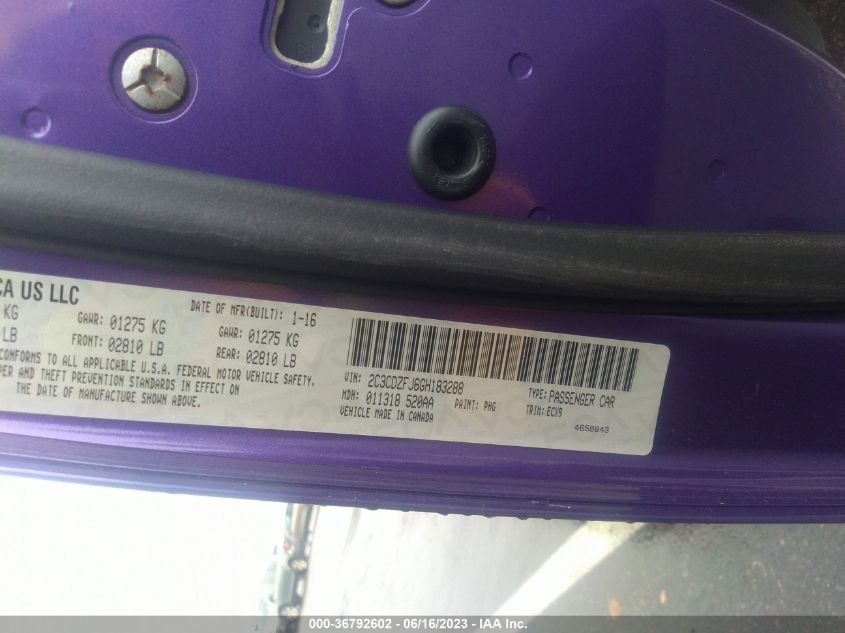 CA US LLC
DATE OF MFR(BUILT): 1-16
KG GAWR: 01275 KG GAWR: 01275 KG
LB FRONT: 02810 LB REAR: 02810 LB
CONFORMS TO ALL APPLICABLE U.S.A. FEDERAL MOTOR VEHICLE SAFETY,
PER AND THEFT PREVENTION STANDARDS IN EFFECT ON
THE DATE OF MANUFACTURE SHOWN ABOVE.
VIN: 2C3CDZFJ6GH183288 TYPE: PASSENGER CAR
MDH: 011318 520AA PAINT: PHG TRIM: ECX9
VEHICLE MADE IN CANADA
4658843
000-36792602 - 06/16/2023 - IAA Inc.